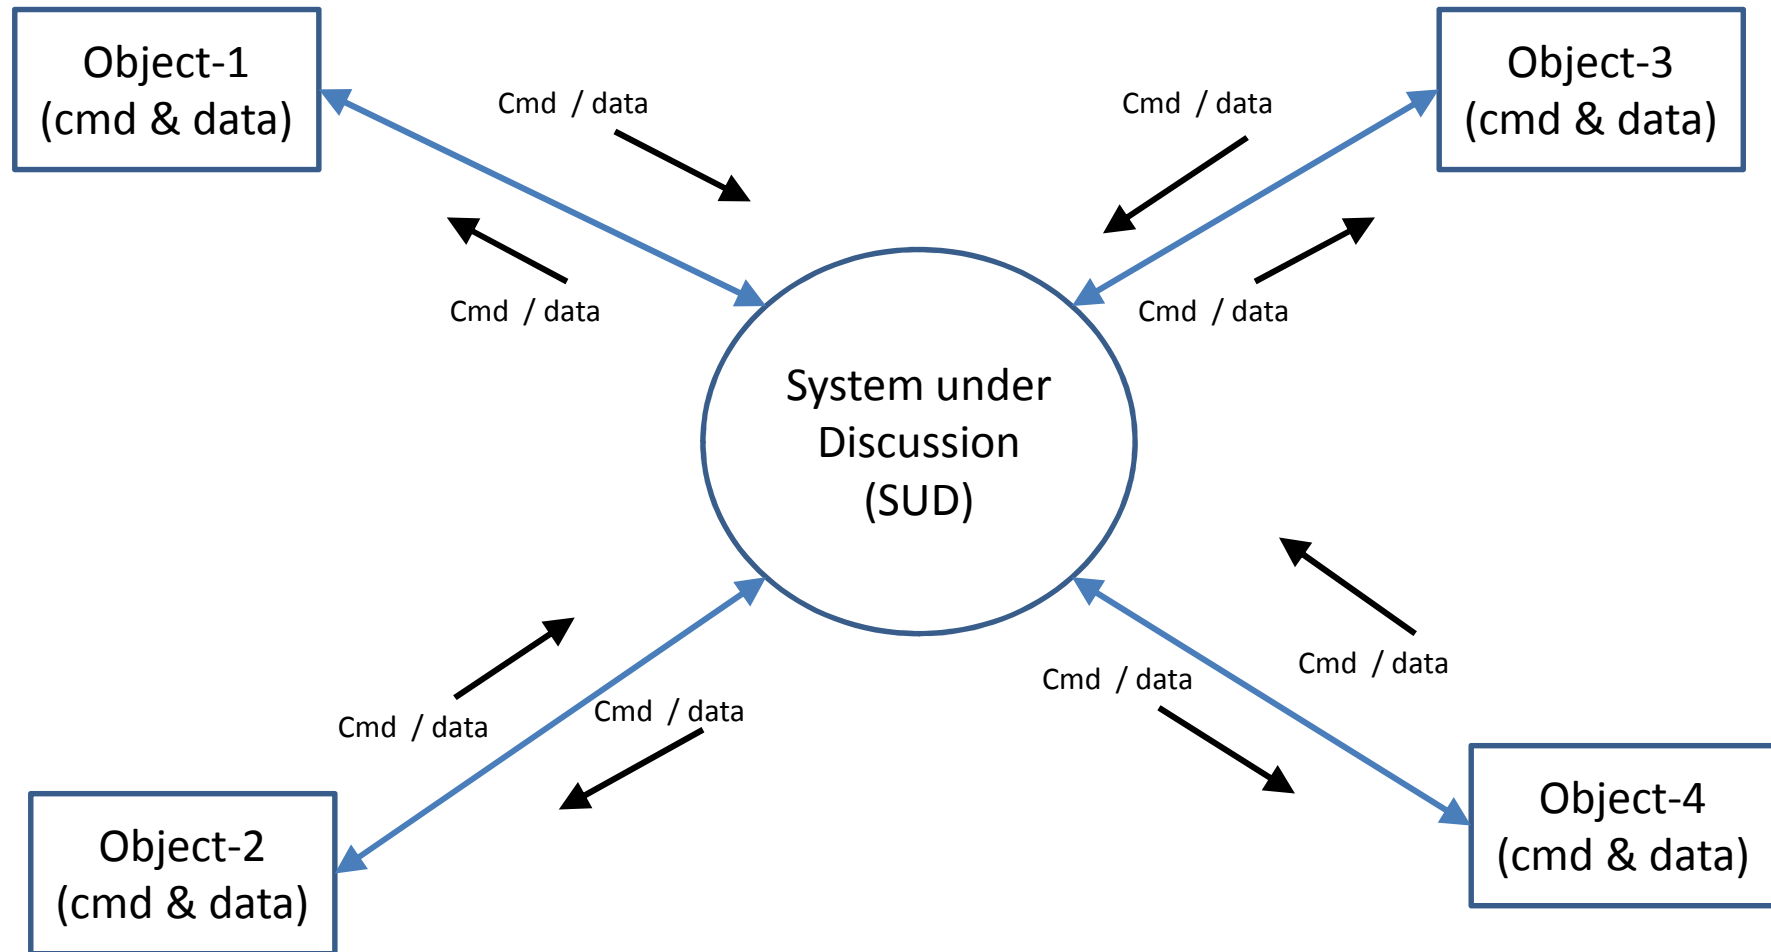 Object-1
(cmd & data)
Object-3
(cmd & data)
Cmd / data
Cmd / data
Cmd / data
Cmd / data
System under
Discussion
(SUD)
Cmd / data
Cmd / data
Cmd / data
Cmd / data
Object-2
(cmd & data)
Object-4
(cmd & data)